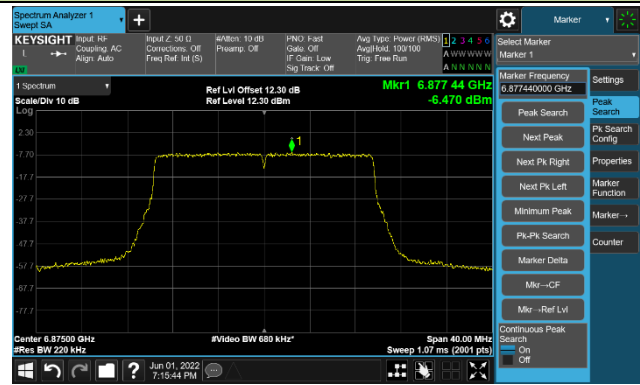 Spectrum Analyzer 1
Swept SA
Marker
KEYSIGHT Input: RF Input Z: 50 Ω #Atten: 10 dB PNO: Fast Avg Type: Power (RMS) 1 2 3 4 5 6
L Coupling: AC Corrections: Off Preamp: Off Gate: Off Avg|Hold: 100/100 A W W W W W
Align: Auto Freq Ref: Int (S) IF Gain: Low Trig: Free Run
Sig Track: Off A N N N N N
LW
Select Marker
Marker 1
1 Spectrum
Scale/Div 10 dB
Log
Ref Lvl Offset 12.30 dB
Ref Level 12.30 dBm
Mkr1 6.877 44 GHz
-6.470 dBm
1
2.30
-7.70
-17.7
-27.7
-37.7
-47.7
-57.7
-67.7
-77.7
Center 6.87500 GHz
#Res BW 220 kHz
#Video BW 680 kHz*
Span 40.00 MHz
Sweep 1.07 ms (2001 pts)
Marker Frequency
6.877440000 GHz
Peak Search
Next Peak
Next Pk Right
Next Pk Left
Minimum Peak
Pk-Pk Search
Marker Delta
Mkr→CF
Mkr→Ref Lvl
Continuous Peak
Search
On
Off
Settings
Peak
Search
Pk Search
Config
Properties
Marker
Function
Marker→
Counter
Jun 01, 2022
7:15:44 PM